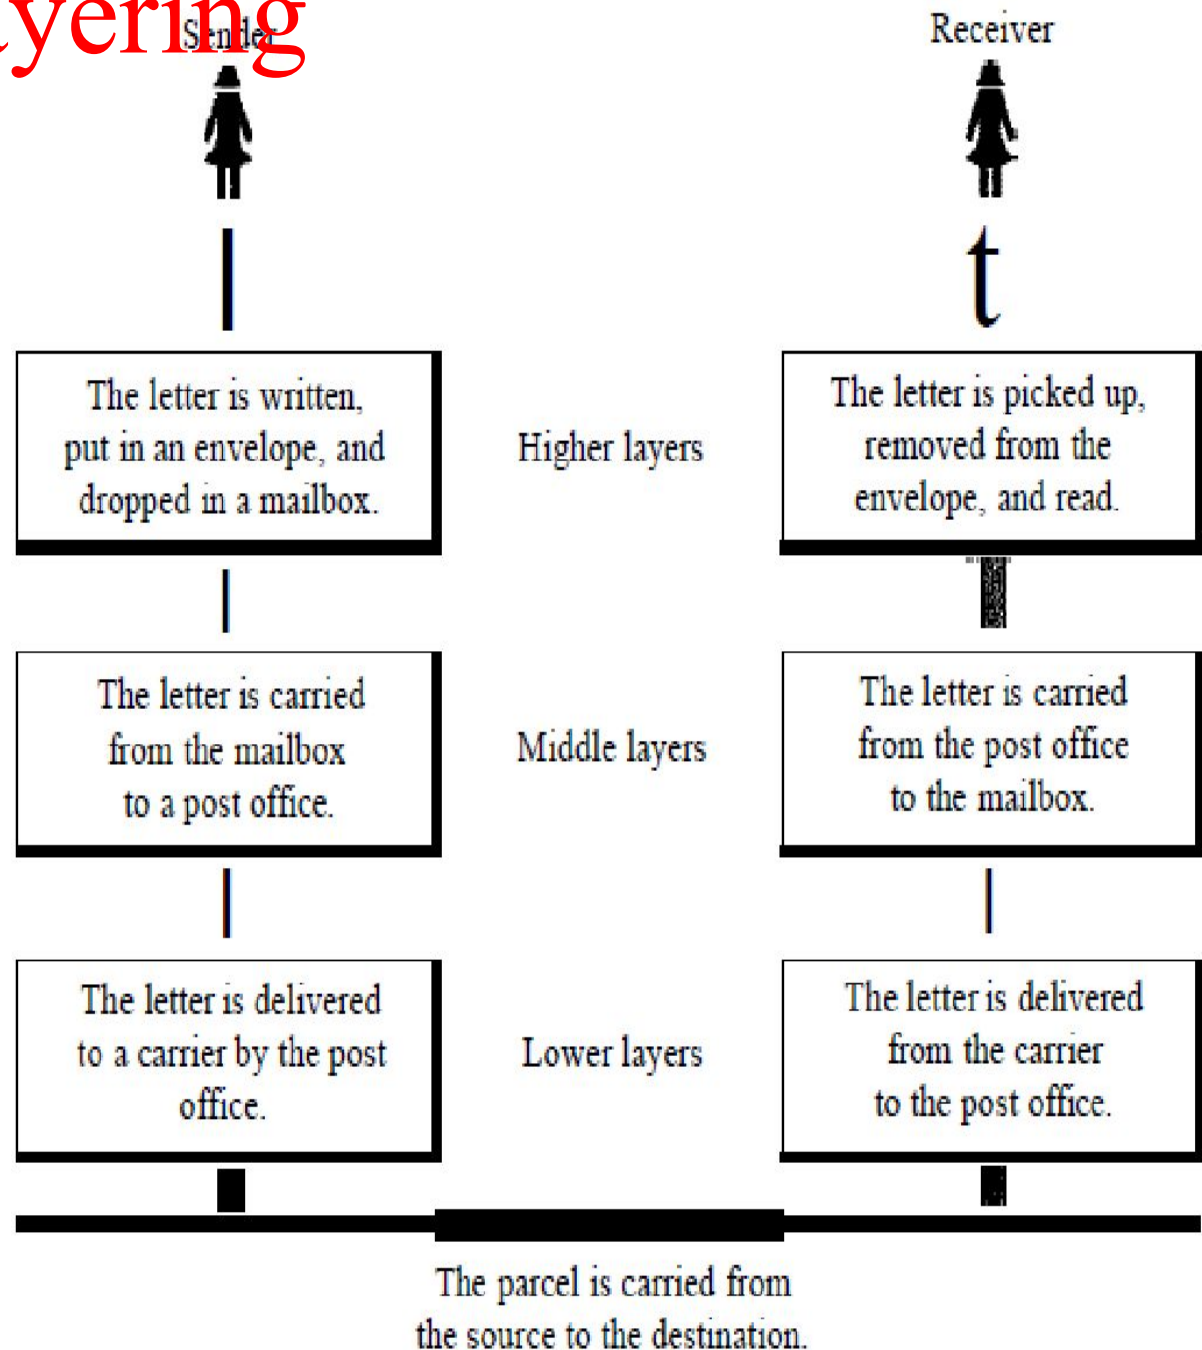 ayering
Sender
Receiver
t
The letter is written,
put in an envelope, and
dropped in a mailbox.
Higher layers
The letter is picked up,
removed from the
envelope, and read.
The letter is carried
from the mailbox
to a post office.
Middle layers
The letter is carried
from the post office
to the mailbox.
The letter is delivered
to a carrier by the post
office.
Lower layers
The letter is delivered
from the carrier
to the post office.
The parcel is carried from
the source to the destination.